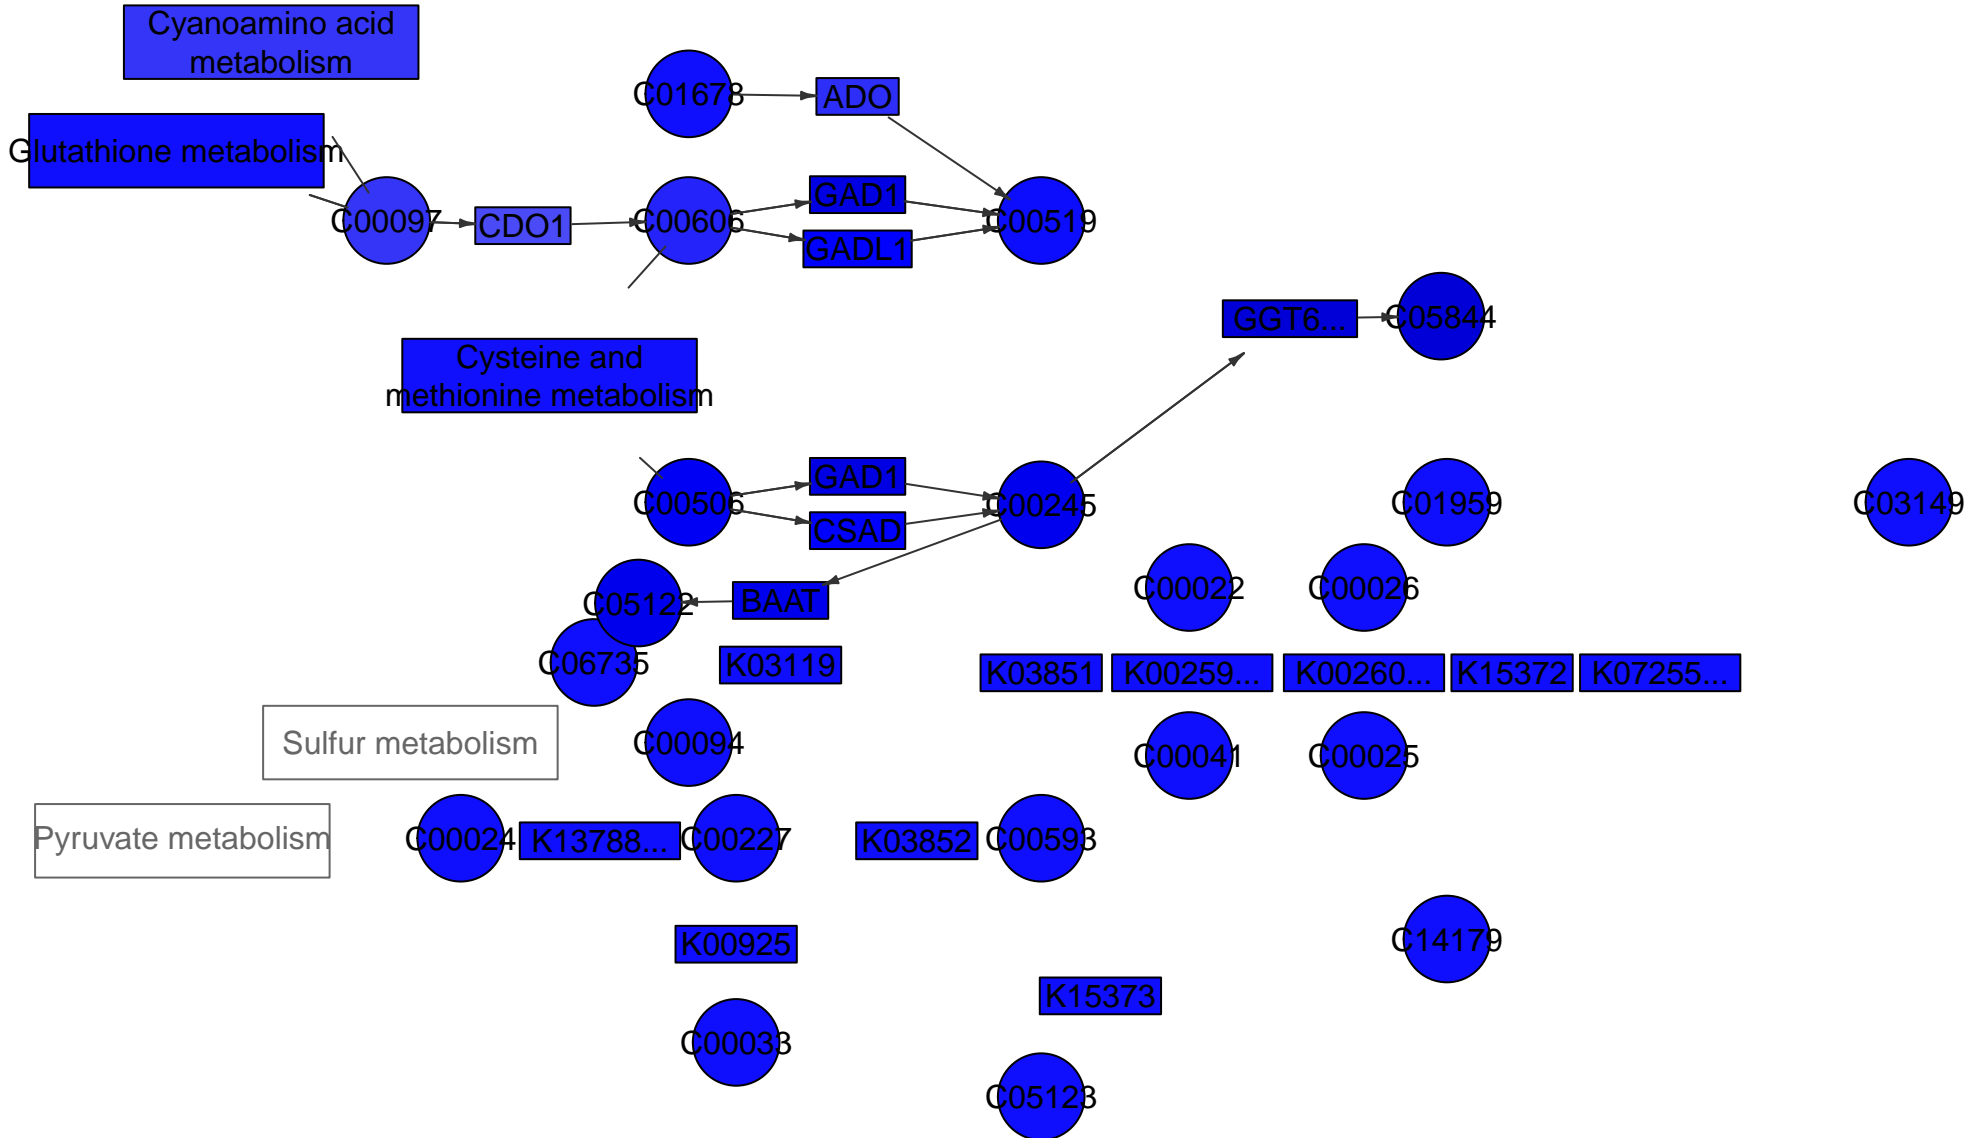 Cyanoamino acid
metabolism
C01678
ADO
Glutathione metabolism
C00097
CDO1
C00606
GAD1
GADL1
C00519
GGT6...
C05844
Cysteine and
methionine metabolism
C00506
GAD1
CSAD
C00245
C01959
C03149
C05122
BAAT
C00022
C00026
C06735
K03119
K03851
K00259...
K00260...
K15372
K07255...
Sulfur metabolism
C00094
C00041
C00025
Pyruvate metabolism
C00024
K13788...
C00227
K03852
C00593
K00925
C14179
K15373
C00033
C05123